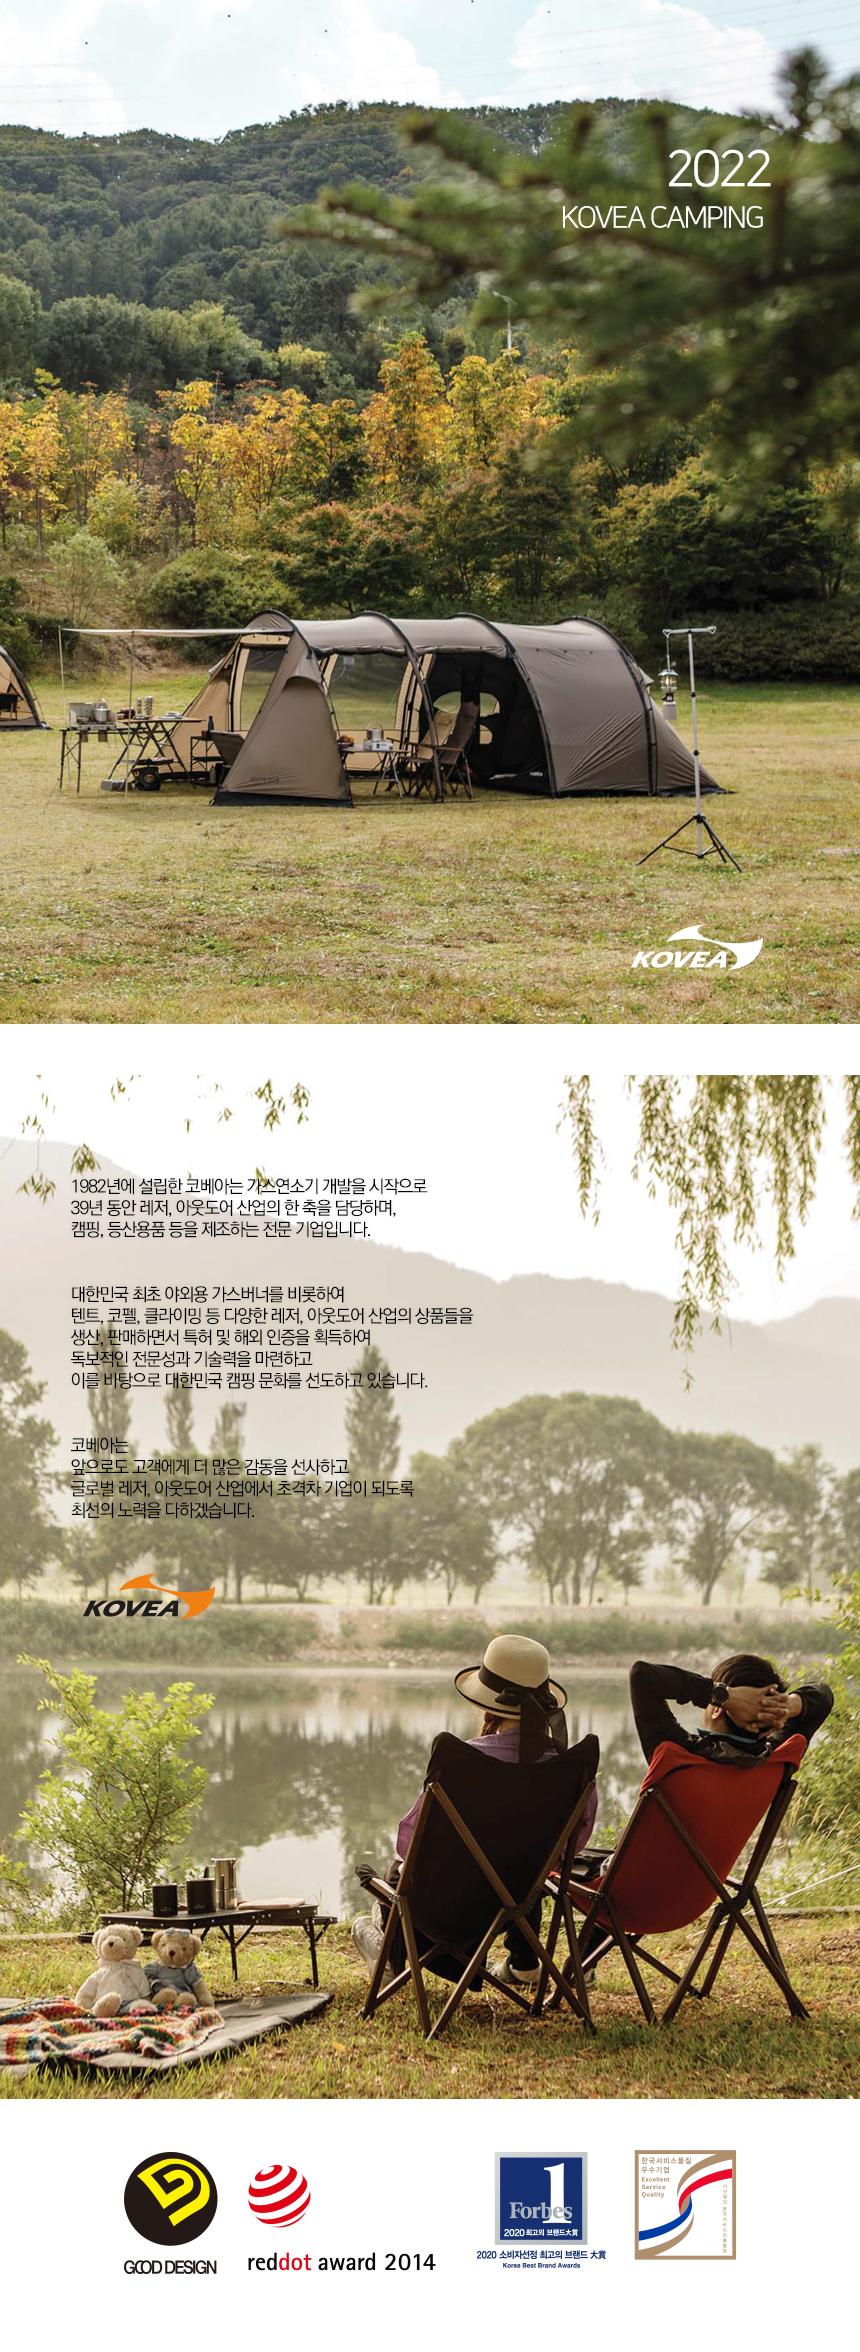 2022
KOVEA CAMPING
KOVEA
1982년에 설립한 코베아는 가스연소기 개발을 시작으로
39년 동안 레저, 아웃도어 산업의 한 축을 담당하며,
캠핑, 등산용품 등을 제조하는 전문 기업입니다.
대한민국 최초 야외용 가스버너를 비롯하여
텐트, 코펠, 클라이밍 등 다양한 레저, 아웃도어 산업의 상품들을
생산, 판매하면서 특허 및 해외 인증을 획득하여
독보적인 전문성과 기술력을 마련하고
이를 바탕으로 대한민국 캠핑 문화를 선도하고 있습니다.
코베아는
앞으로도 고객에게 더 많은 감동을 선사하고
글로벌 레저, 아웃도어 산업에서 초격차 기업이 되도록
최선의 노력을 다하겠습니다.
KOVEA
GOOD DESIGN
reddot award 2014
1
Forbes
2020 최고의 브랜드大賞
2020 소비자선정 최고의 브랜드 大賞
Korea Best Brand Awards
한국서비스품질
우수기업
Excellent
Service
Quality